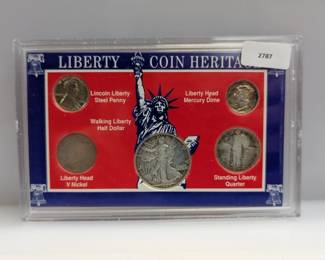 LIBERTY COIN HERITAG
2787
Lincoln Liberty
Steel Penny
Liberty Head
Mercury Dime
Walking Liberty
Half Dollar
Liberty Head
V Nickel
Standing Liberty
Quarter